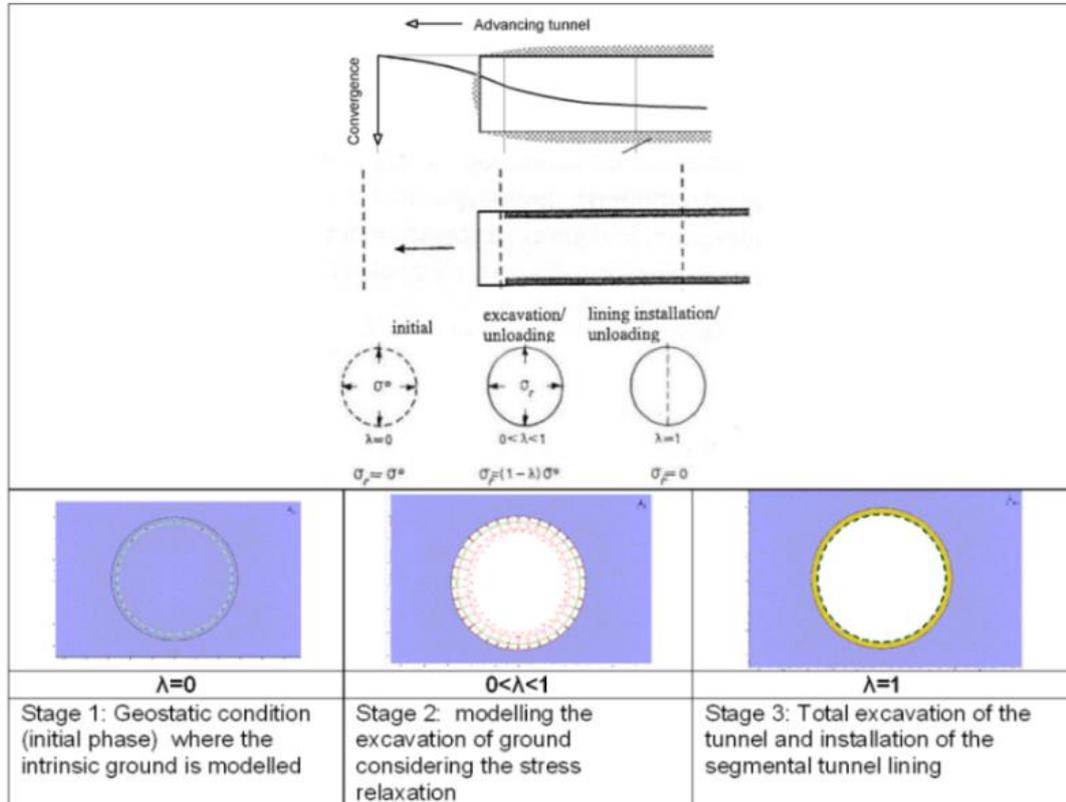 Advancing tunnel
Convergence
initial
excavation/
unloading
lining installation/
unloading
σ°
σᵣ
λ=0
0<λ<1
λ=1
σᵣ= σ°
σᵣ=(1-λ)σ°
σᵣ=0
λ=0
0<λ<1
λ=1
Stage 1: Geostatic condition
(initial phase) where the
intrinsic ground is modelled
Stage 2: modelling the
excavation of ground
considering the stress
relaxation
Stage 3: Total excavation of the
tunnel and installation of the
segmental tunnel lining